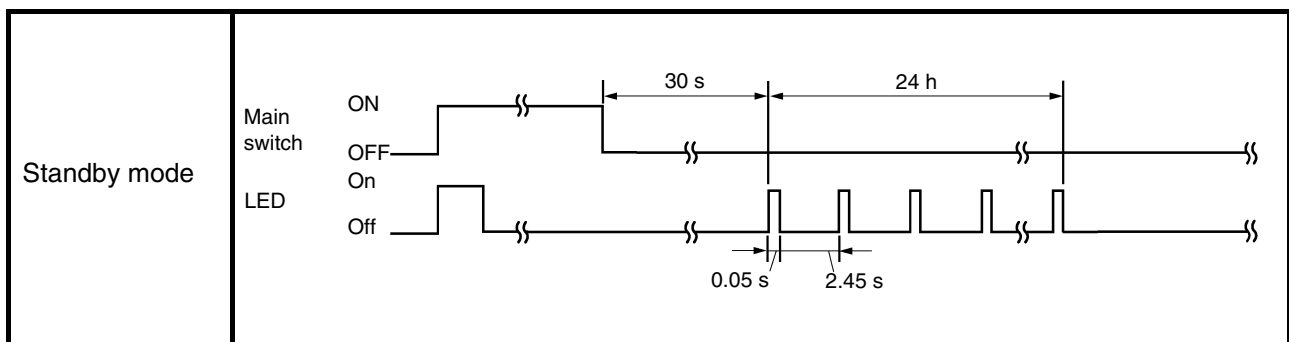 Standby mode
Main
switch
ON
OFF
30 s
24 h
LED
On
Off
0.05 s
2.45 s